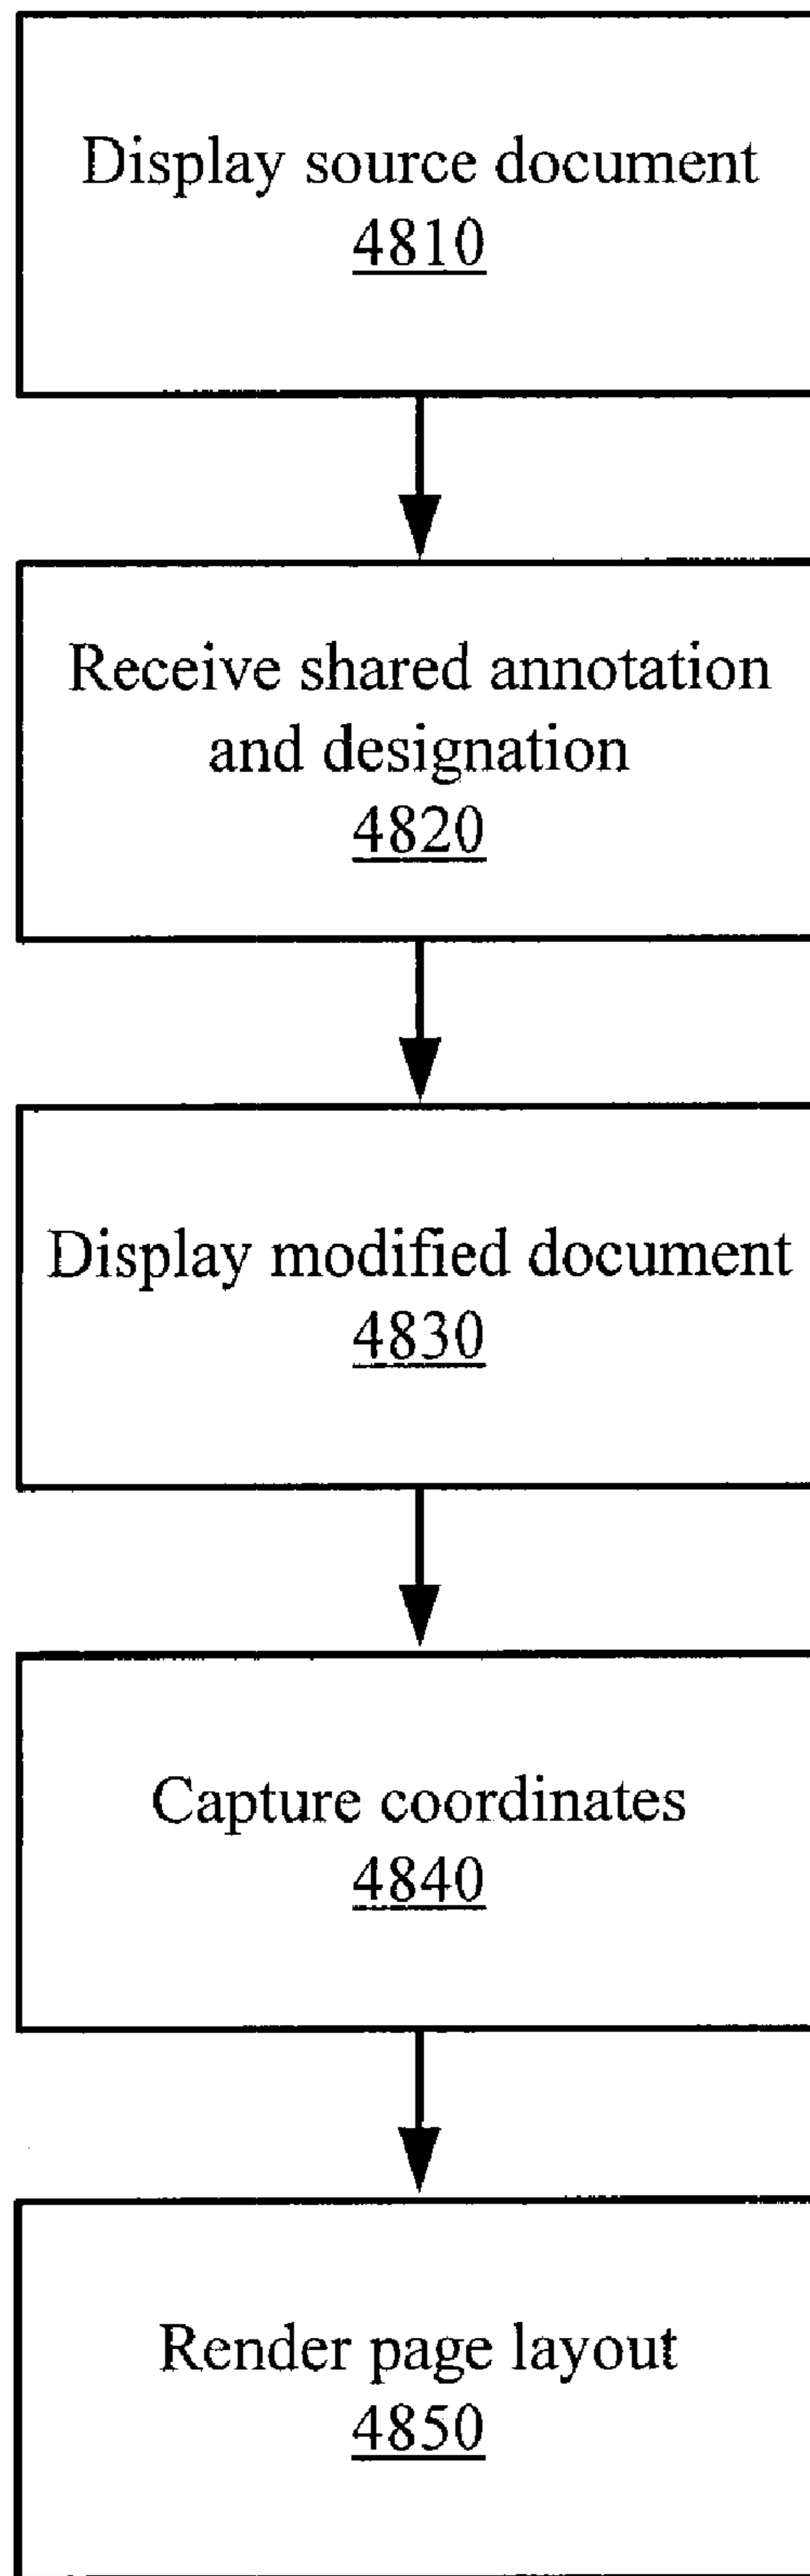 Display source document
4810
Receive shared annotation
and designation
4820
Display modified document
4830
Capture coordinates
4840
Render page layout
4850